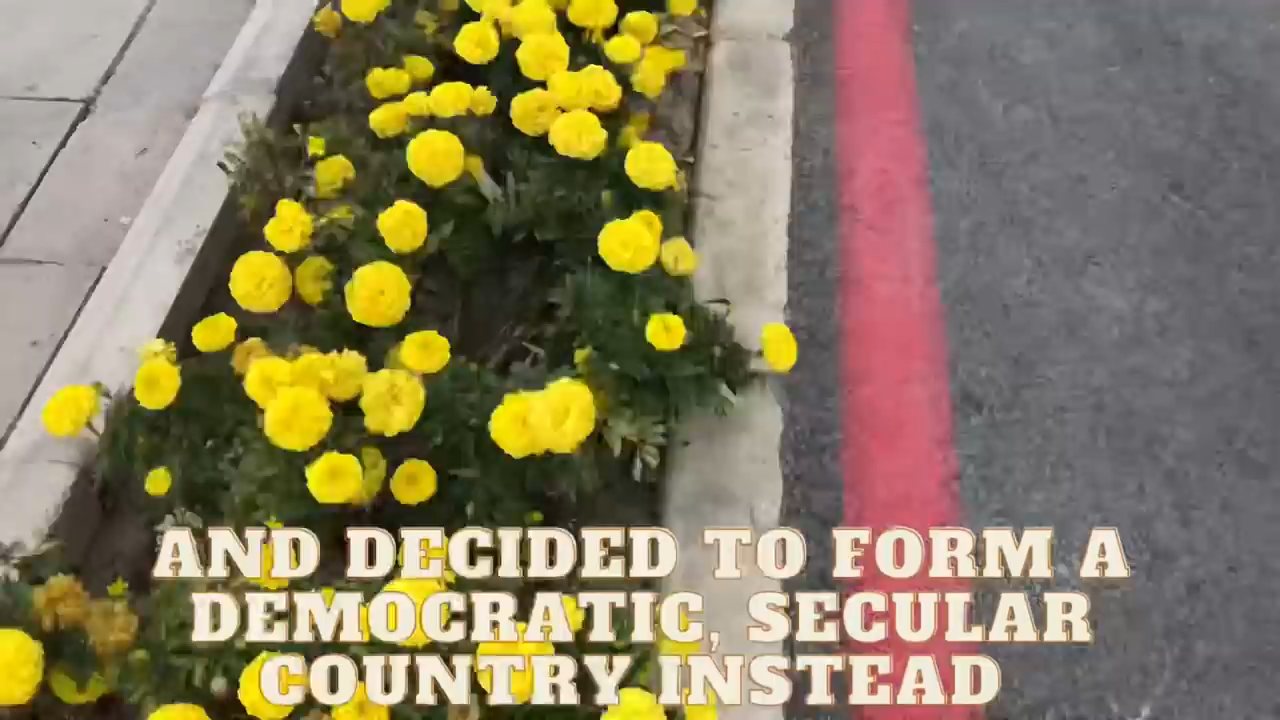 AND DECIDED TO FORM A
DEMOCRATIC, SECULAR
COUNTRY INSTEAD